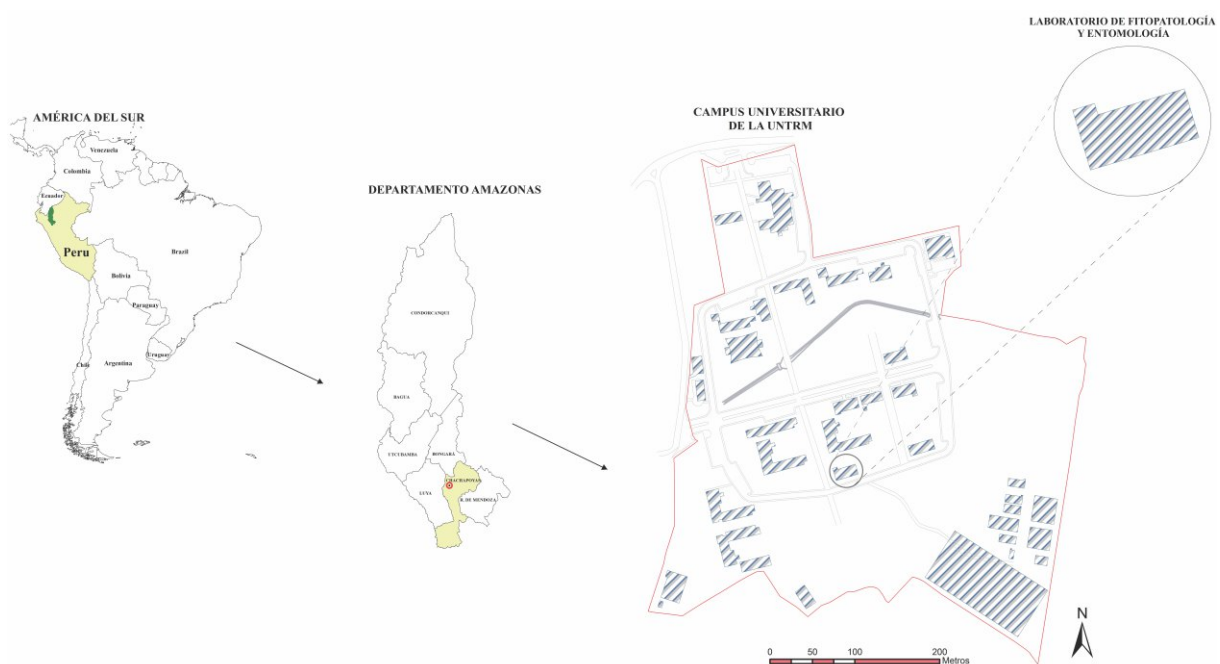 LABORATORIO DE FITOPATOLOGÍA
Y ENTOMOLOGÍA
AMÉRICA DEL SUR
CAMPUS UNIVERSITARIO
DE LA UNTRM
DEPARTAMENTO AMAZONAS
Venezuela
Colombia
Ecuador
Peru
Brazil
Bolivia
Paraguay
Chile
Argentina
Uruguay
CONDORCANQUI
BAGUA
UTCUBAMBA
BONGARÁ
CHACHAPOYAS
LUYA
R. DE MENDOZA
N
0 50 100 200
Metros